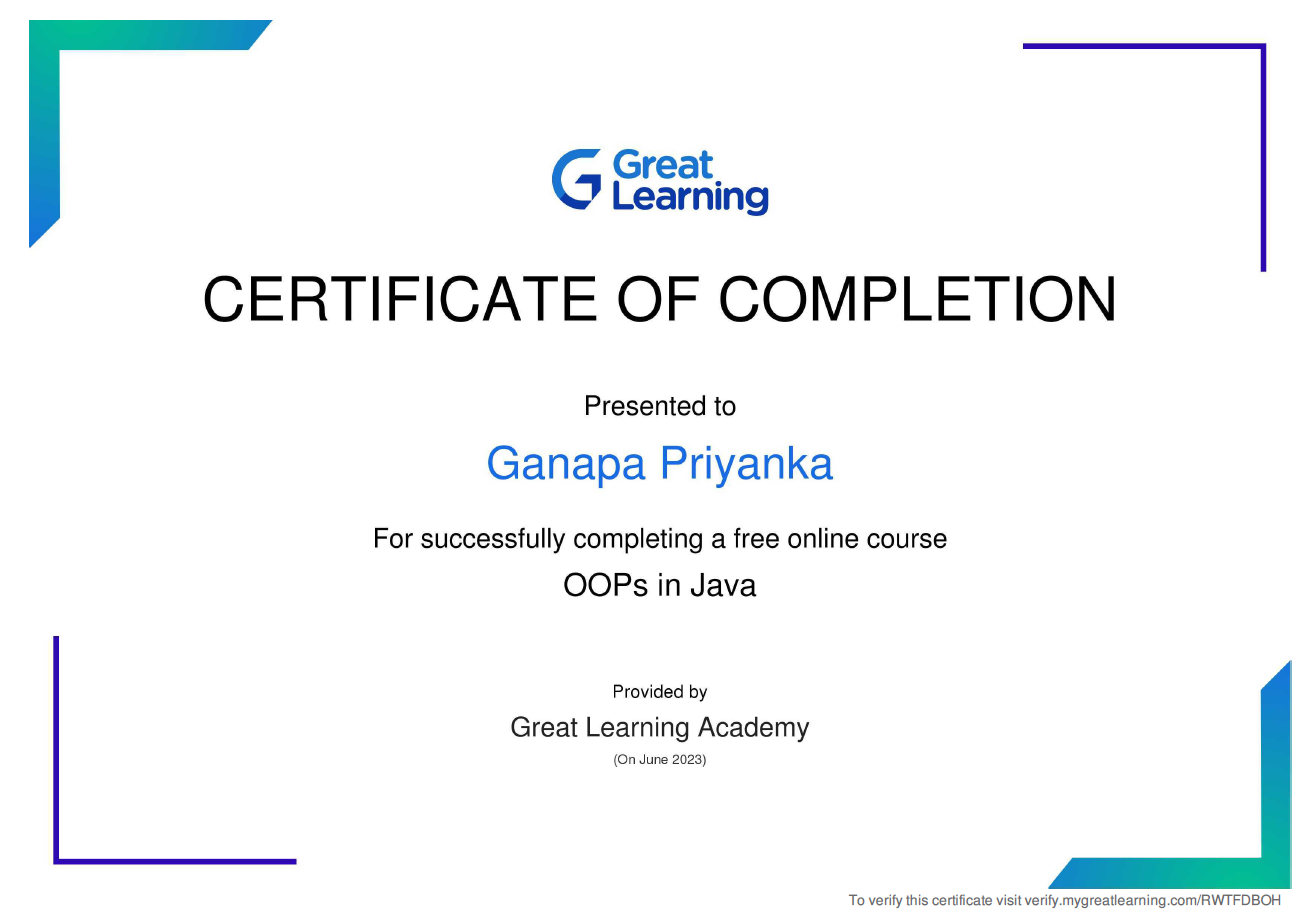 Great
Learning
CERTIFICATE OF COMPLETION
Presented to
Ganapa Priyanka
For successfully completing a free online course
OOPs in Java
Provided by
Great Learning Academy
(On June 2023)
To verify this certificate visit verify.mygreatlearning.com/RWTFDBOH